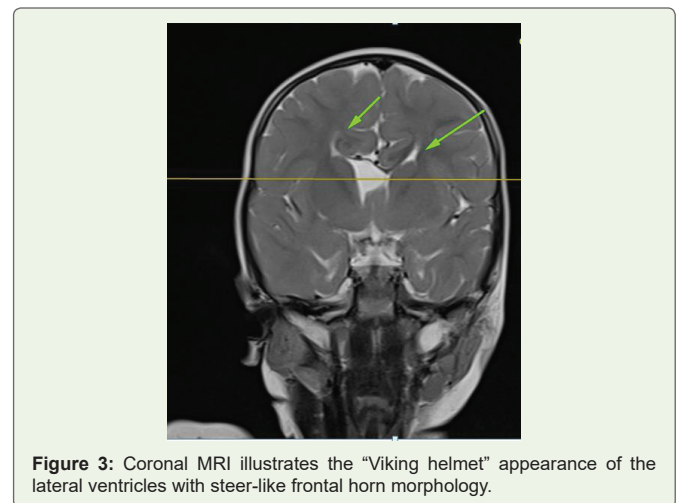 Figure 3: Coronal MRI illustrates the “Viking helmet” appearance of the
lateral ventricles with steer-like frontal horn morphology.